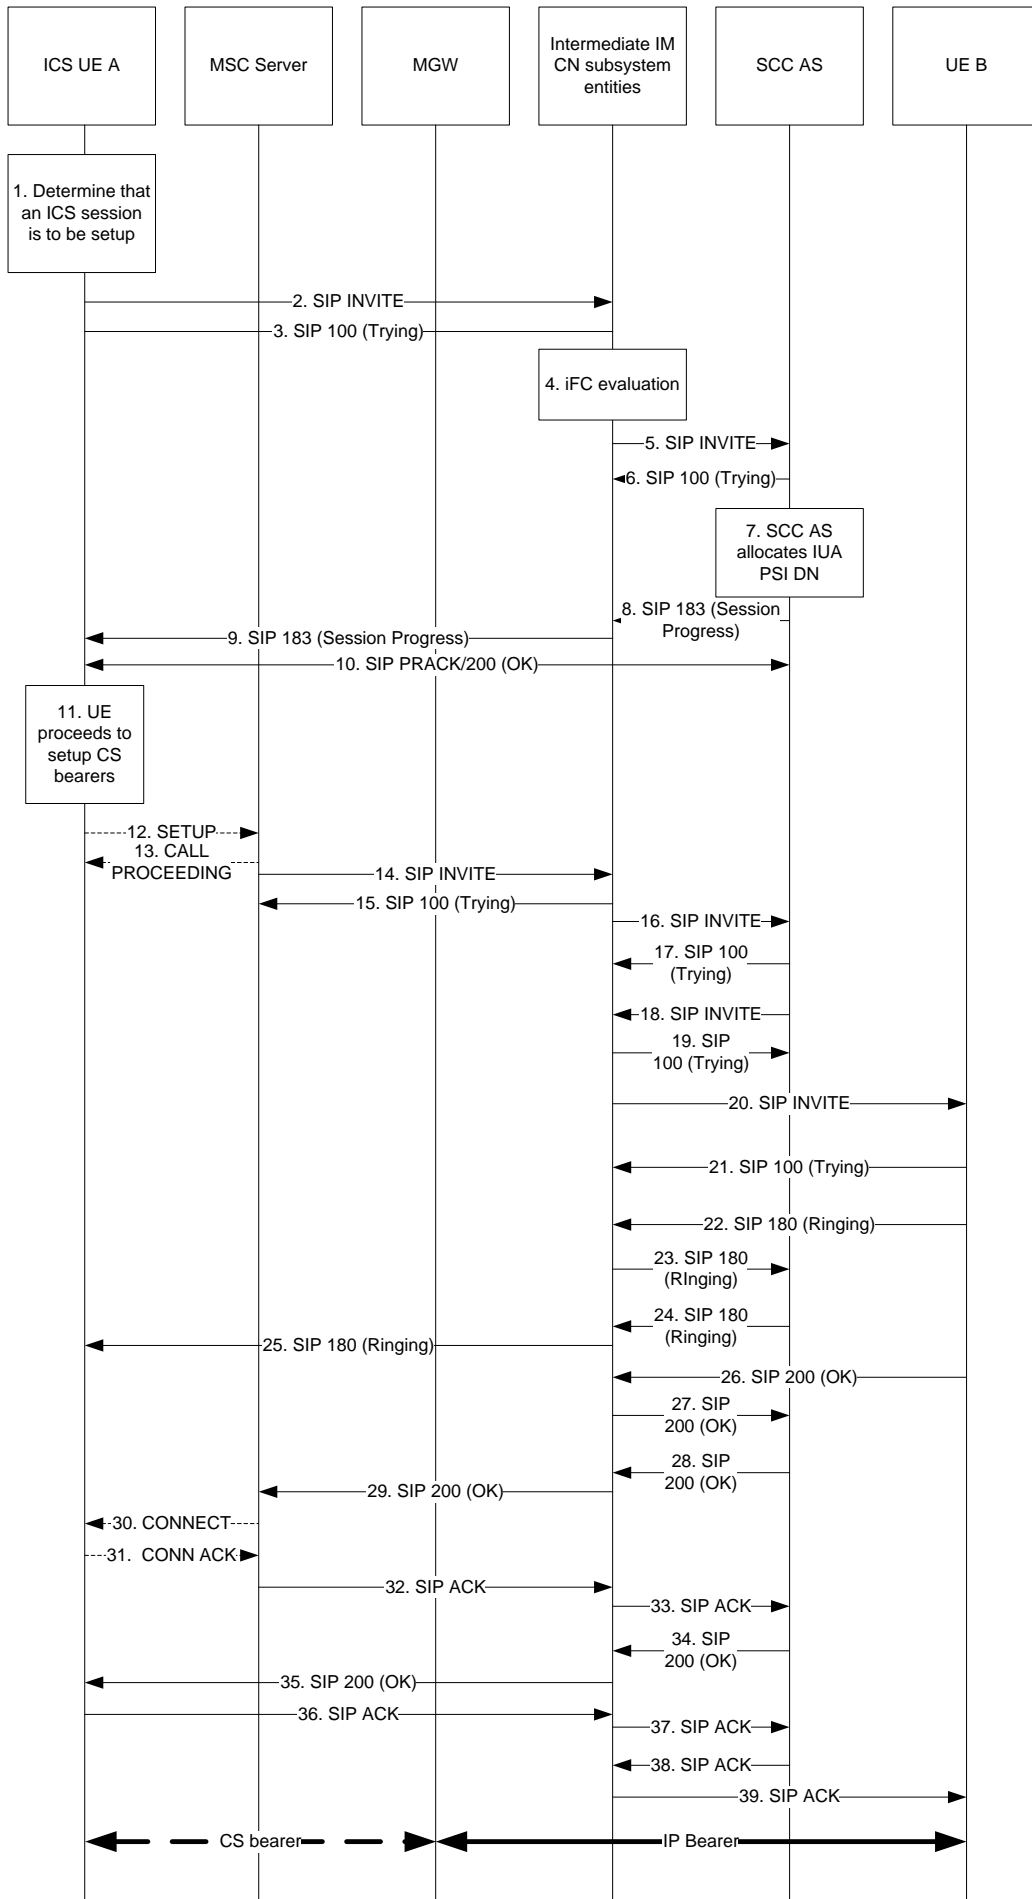 ICS UE A
MSC Server
MGW
Intermediate IM
CN subsystem
entities
SCC AS
UE B
1. Determine that
an ICS session
is to be setup
2. SIP INVITE
3. SIP 100 (Trying)
4. iFC evaluation
5. SIP INVITE
6. SIP 100 (Trying)
7. SCC AS
allocates IUA
PSI DN
8. SIP 183 (Session
Progress)
9. SIP 183 (Session Progress)
10. SIP PRACK/200 (OK)
11. UE
proceeds to
setup CS
bearers
12. SETUP
13. CALL
PROCEEDING
14. SIP INVITE
15. SIP 100 (Trying)
16. SIP INVITE
17. SIP 100
(Trying)
18. SIP INVITE
19. SIP
100 (Trying)
20. SIP INVITE
21. SIP 100 (Trying)
22. SIP 180 (Ringing)
23. SIP 180
(RInging)
24. SIP 180
(Ringing)
25. SIP 180 (Ringing)
26. SIP 200 (OK)
27. SIP
200 (OK)
28. SIP
200 (OK)
29. SIP 200 (OK)
30. CONNECT
31. CONN ACK
32. SIP ACK
33. SIP ACK
34. SIP
200 (OK)
35. SIP 200 (OK)
36. SIP ACK
37. SIP ACK
38. SIP ACK
39. SIP ACK
CS bearer
IP Bearer